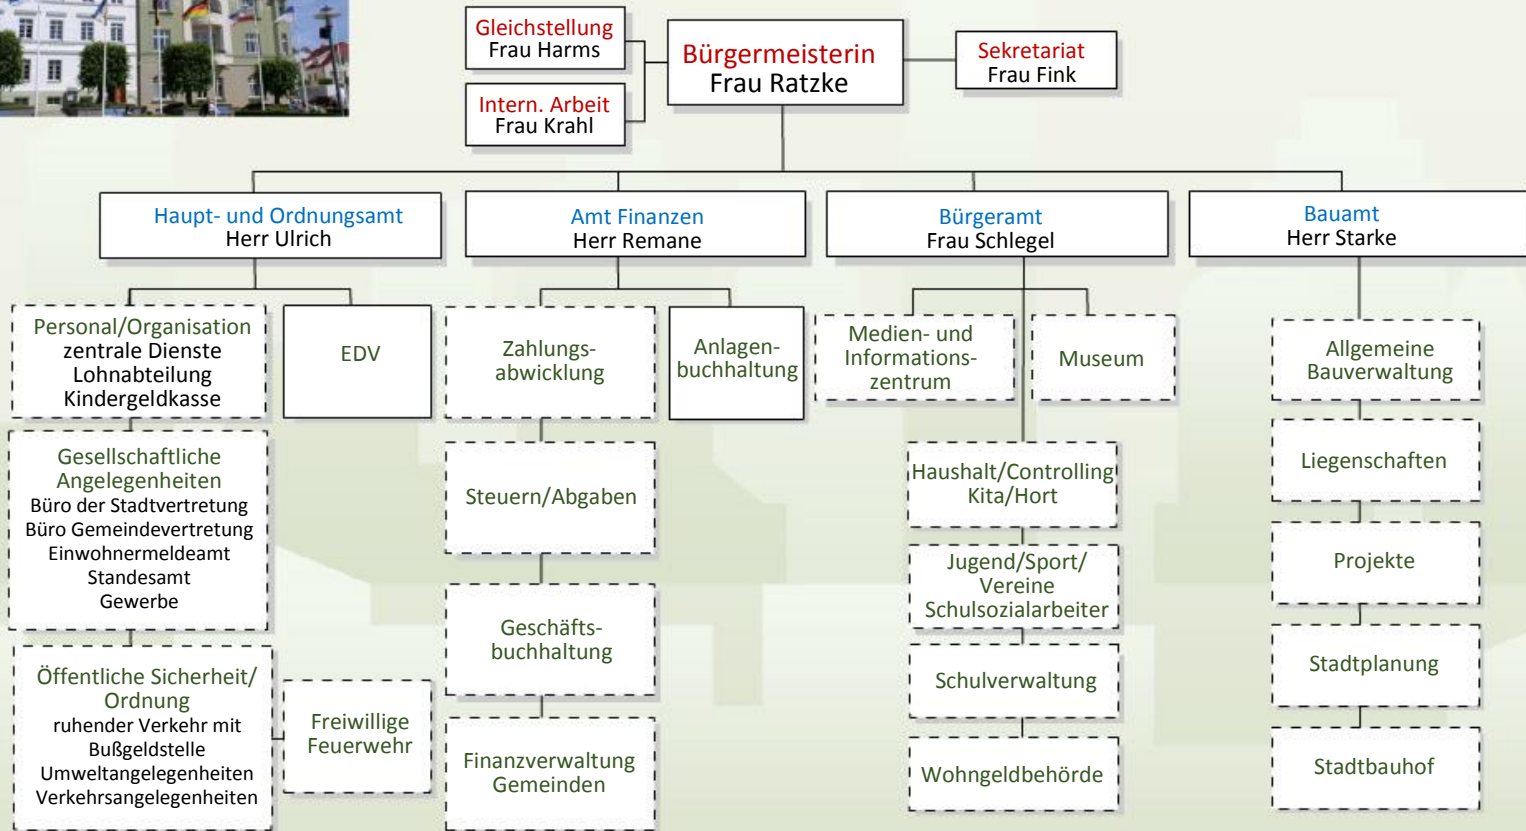 Gleichstellung
Frau Harms
Intern. Arbeit
Frau Krahl
Bürgermeisterin
Frau Ratzke
Sekretariat
Frau Fink
Haupt- und Ordnungsamt
Herr Ulrich
Amt Finanzen
Herr Remane
Bürgeramt
Frau Schlegel
Bauamt
Herr Starke
Personal/Organisation
zentrale Dienste
Lohnabteilung
Kindergeldkasse
EDV
Gesellschaftliche
Angelegenheiten
Büro der Stadtvertretung
Büro Gemeindevertretung
Einwohnermeldeamt
Standesamt
Gewerbe
Öffentliche Sicherheit/
Ordnung
ruhender Verkehr mit
Bußgeldstelle
Umweltangelegenheiten
Verkehrsangelegenheiten
Freiwillige
Feuerwehr
Zahlungs-
abwicklung
Anlagen-
buchhaltung
Steuern/Abgaben
Geschäfts-
buchhaltung
Finanzverwaltung
Gemeinden
Medien- und
Informations-
zentrum
Museum
Haushalt/Controlling
Kita/Hort
Jugend/Sport/
Vereine
Schulsozialarbeiter
Schulverwaltung
Wohngeldbehörde
Allgemeine
Bauverwaltung
Liegenschaften
Projekte
Stadtplanung
Stadtbauhof